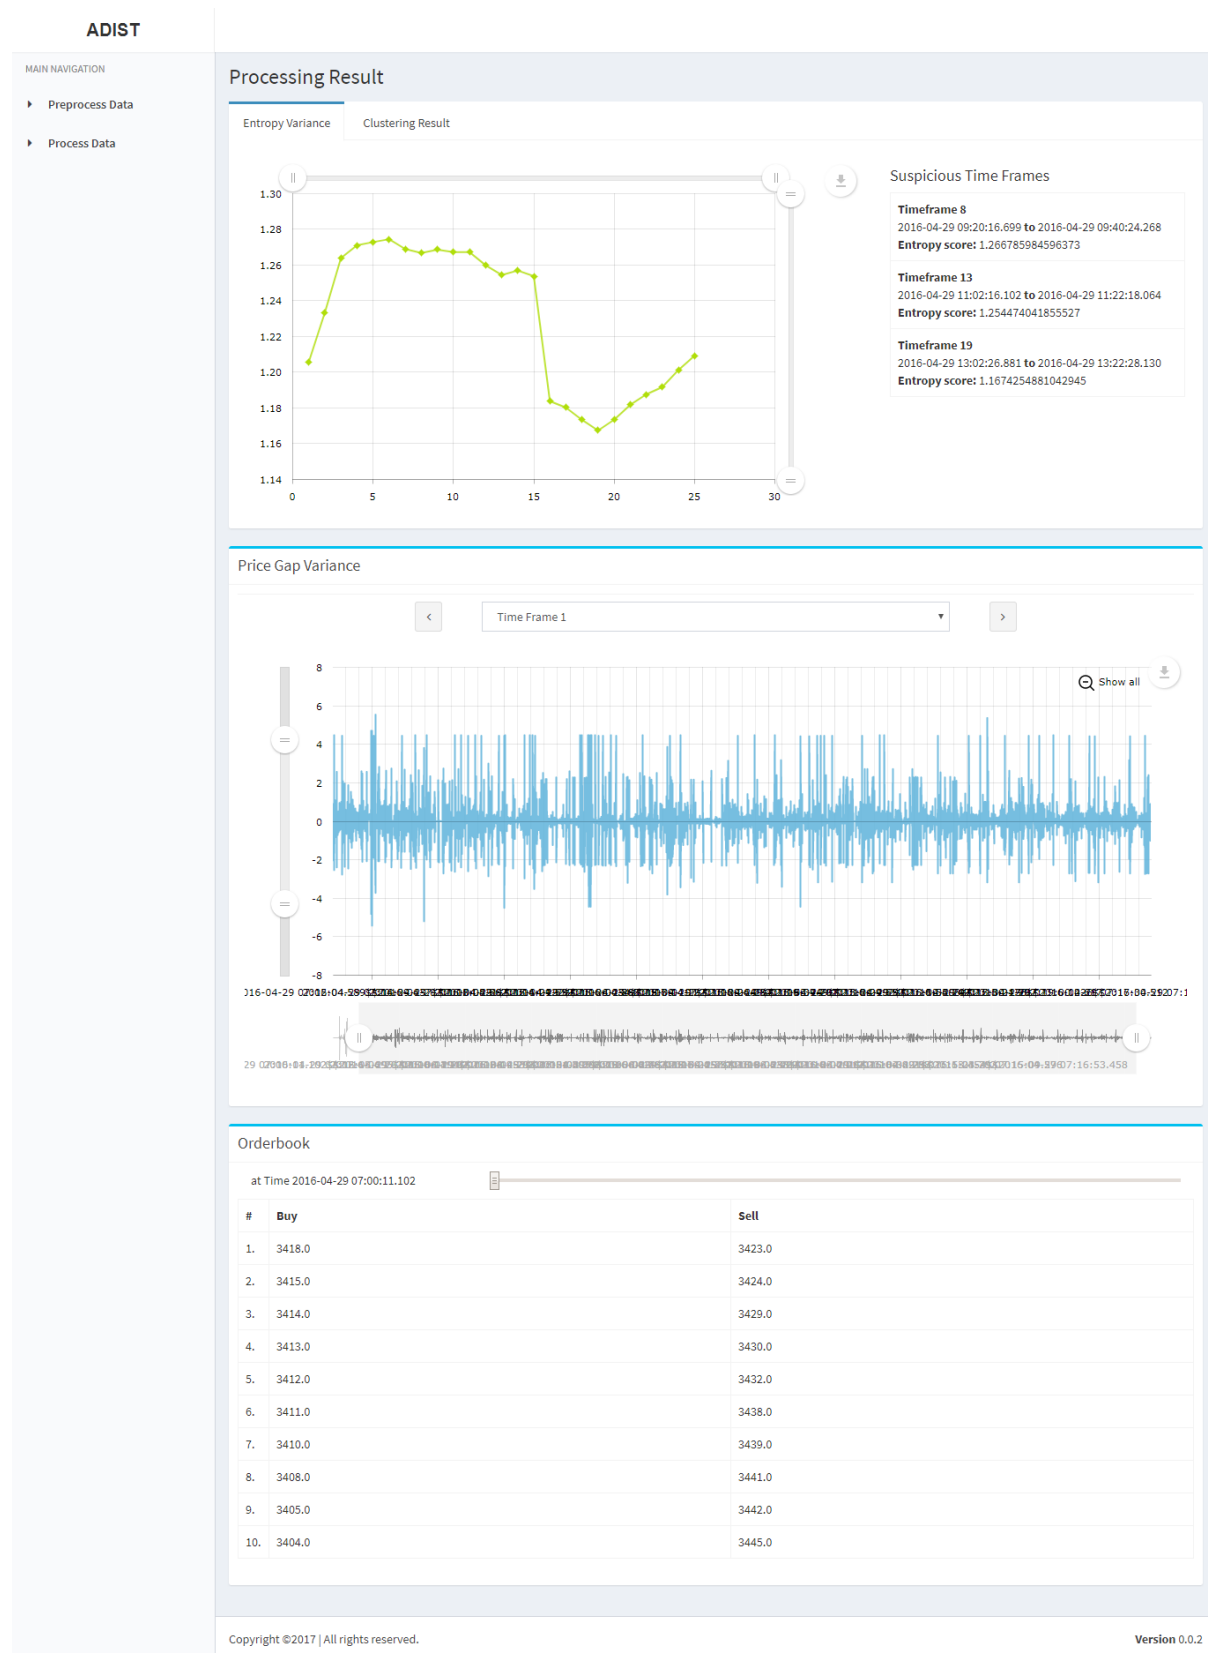 ADIST
MAIN NAVIGATION
Preprocess Data
Process Data
Processing Result
Entropy Variance
Clustering Result
1.30
1.28
1.26
1.24
1.22
1.20
1.18
1.16
1.14
0 5 10 15 20 25 30
Suspicious Time Frames
Timeframe 8
2016-04-29 09:20:16.699 to 2016-04-29 09:40:24.268
Entropy score: 1.266785984596373
Timeframe 13
2016-04-29 11:02:16.102 to 2016-04-29 11:22:18.064
Entropy score: 1.254474041855527
Timeframe 19
2016-04-29 13:02:26.881 to 2016-04-29 13:22:28.130
Entropy score: 1.1674254881042945
Price Gap Variance
<
Time Frame 1
>
Show all
8
6
4
2
0
-2
-4
-6
-8
Orderbook
at Time 2016-04-29 07:00:11.102
# Buy Sell
1. 3418.0 3423.0
2. 3415.0 3424.0
3. 3414.0 3429.0
4. 3413.0 3430.0
5. 3412.0 3432.0
6. 3411.0 3438.0
7. 3410.0 3439.0
8. 3408.0 3441.0
9. 3405.0 3442.0
10. 3404.0 3445.0
Copyright ©2017 | All rights reserved.
Version 0.0.2